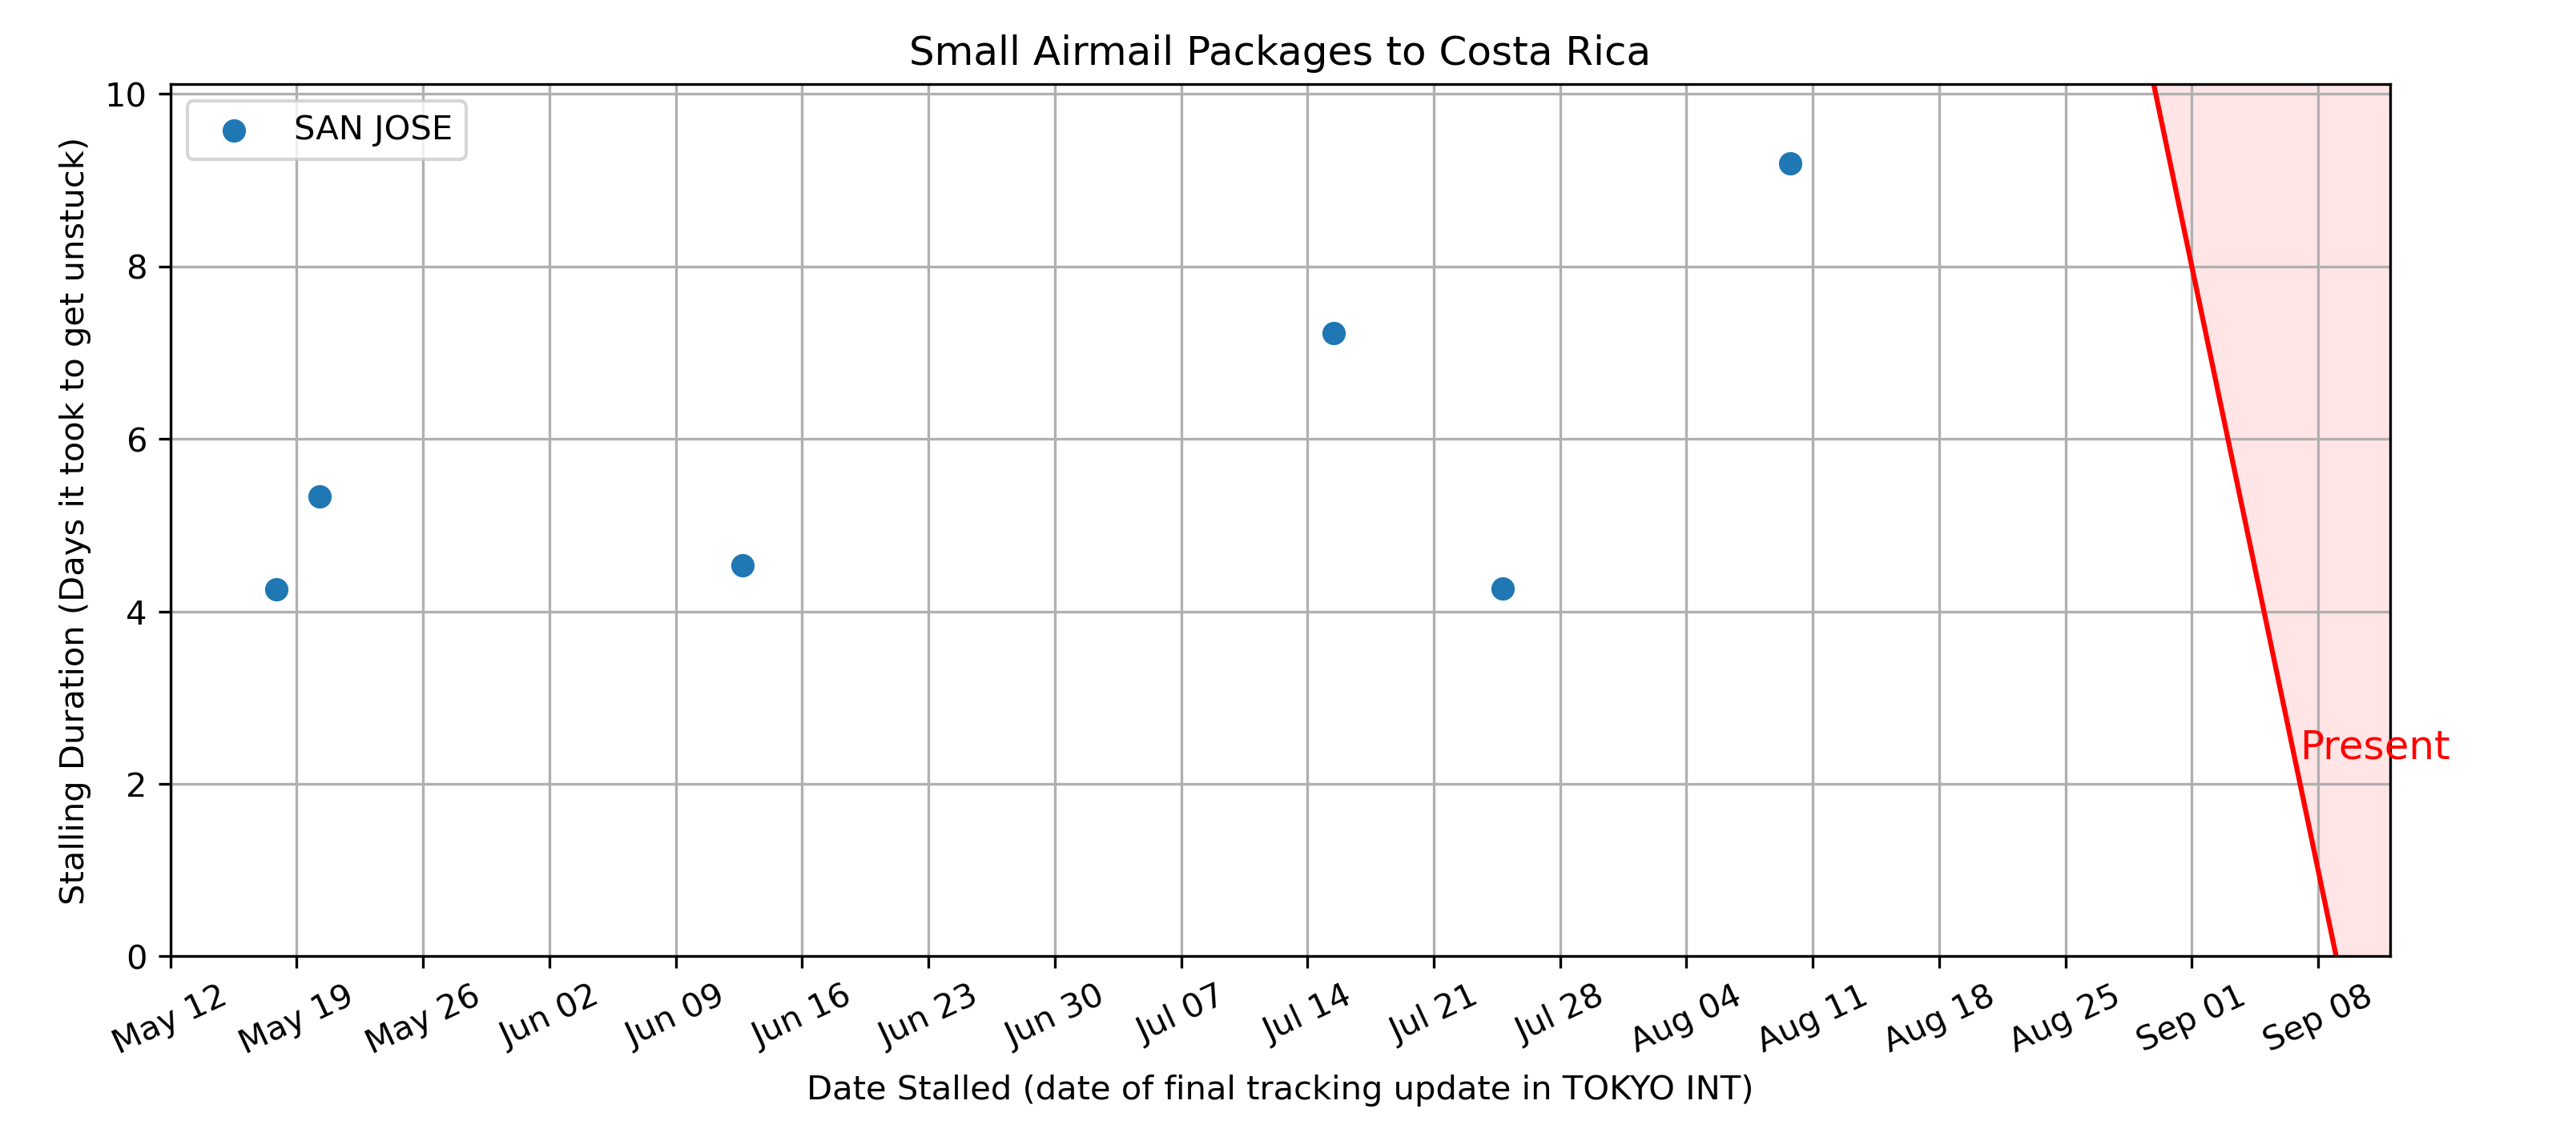 Small Airmail Packages to Costa Rica
SAN JOSE
Stalling Duration (Days it took to get unstuck)
10
8
6
4
2
0
Present
May 12
May 19
May 26
Jun 02
Jun 09
Jun 16
Jun 23
Jun 30
Jul 07
Jul 14
Jul 21
Jul 28
Aug 04
Aug 11
Aug 18
Aug 25
Sep 01
Sep 08
Date Stalled (date of final tracking update in TOKYO INT)